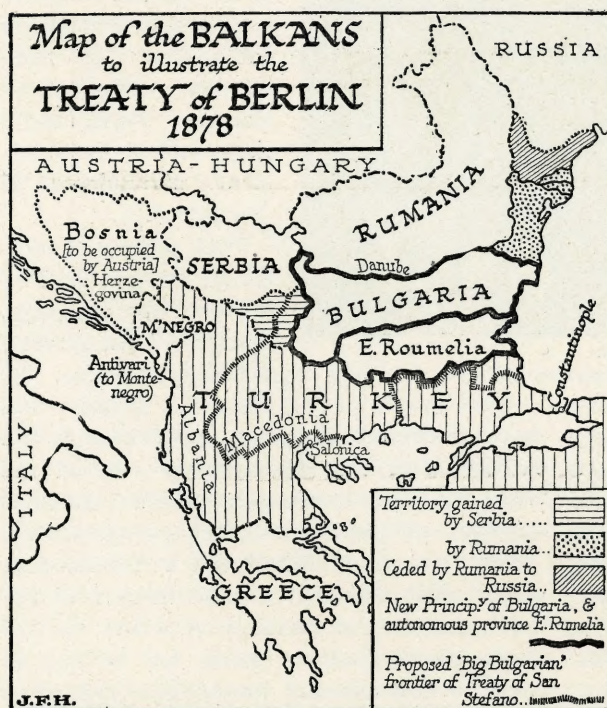 Map of the BALKANS
to illustrate the
TREATY of BERLIN
1878
RUSSIA
AUSTRIA-HUNGARY
RUMANIA
Bosnia
[to be occupied
by Austria]
Herze-
govina
SERBIA
Danube
BULGARIA
M'NEGRO
E. Roumelia
Constantinople
Antivari
(to Monte-
negro)
TURKEY
Albania
Macedonia
Salonica
ITALY
GREECE
Territory gained
by Serbia.....
by Rumania..
Ceded by Rumania to
Russia..
New Principy. of Bulgaria, &
autonomous province E. Rumelia
Proposed 'Big Bulgarian'
frontier of Treaty of San
Stefano..
J.F.H.